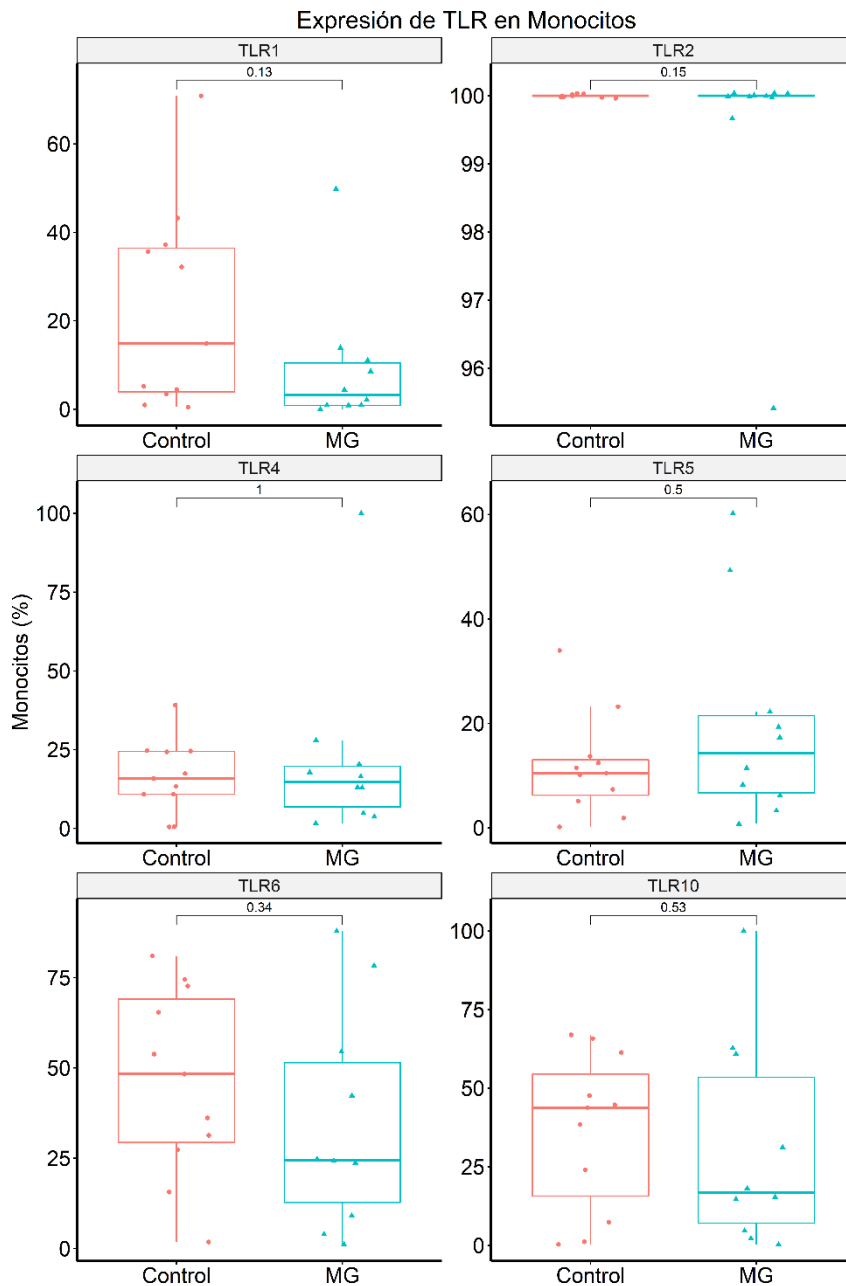 Expresión de TLR en Monocitos
TLR1
TLR2
0.13
0.15
60
40
20
0
100
99
98
97
96
Control
MG
Control
MG
TLR4
TLR5
1
0.5
Monocitos (%)
100
75
50
25
0
60
40
20
0
Control
MG
Control
MG
TLR6
TLR10
0.34
0.53
75
50
25
0
100
75
50
25
0
Control
MG
Control
MG